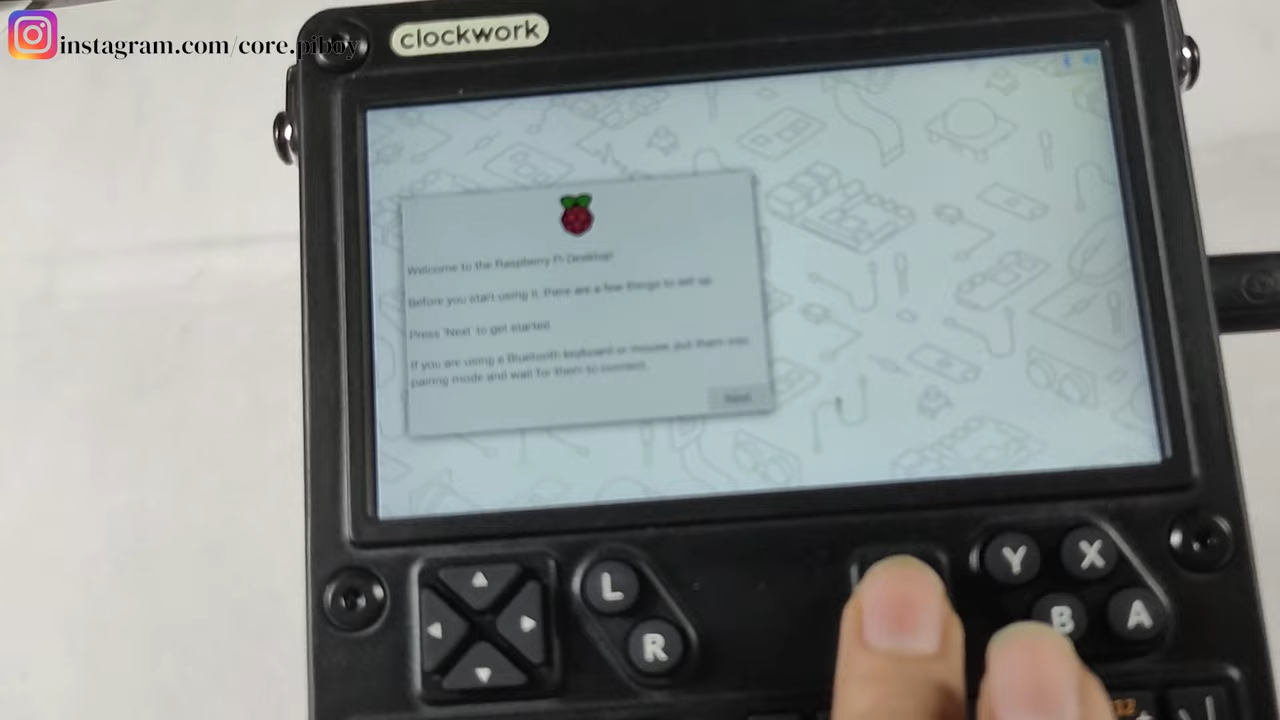 instagram.com/core.piboy
clockwork
Welcome to the Raspberry Pi Desktop!
Before you start using it, there are a few things to set up.
Press 'Next' to get started.
If you are using a Bluetooth keyboard or mouse, put them into
pairing mode and wait for them to connect.
Next
Y X
L
B A
R
12